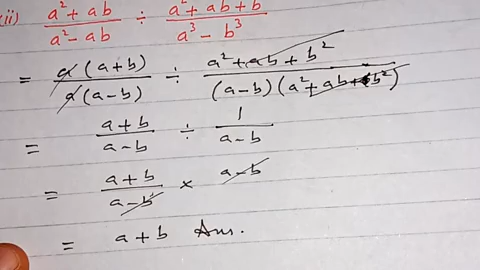 (ii) a² + ab / a² - ab ÷ a² + ab + b / a³ - b³
= a (a+b) / a (a-b) ÷ a² + ab + b² / (a-b) (a² + ab + b²)
= a+b / a-b ÷ 1 / a-b
= a+b / a-b × a-b
= a+b Ans.